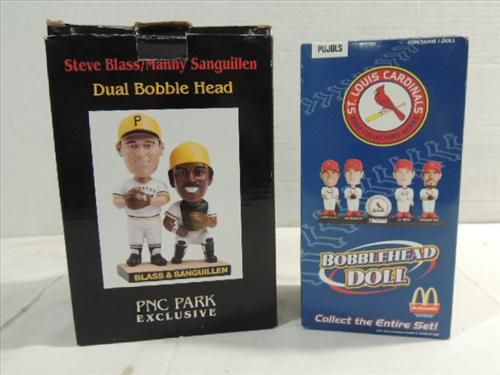 Steve Blass/Manny Sanguillen
Dual Bobble Head
P
BLASS & SANGUILLEN
PNC PARK
EXCLUSIVE
PUJOLS
CONTAINS 1 DOLL
ST. LOUIS CARDINALS
BOBBLEHEAD
DOLL
McDonald's
Collect the Entire Set!